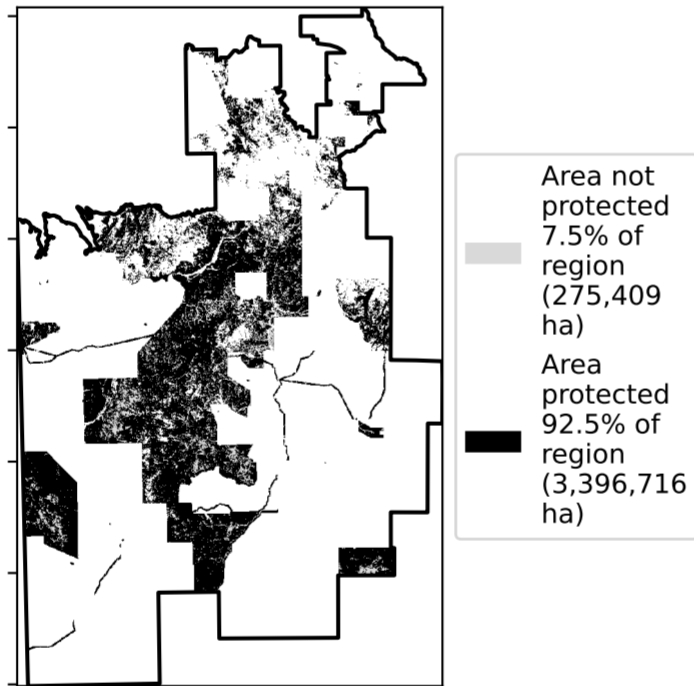 Area not
protected
7.5% of
region
(275,409
ha)
Area
protected
92.5% of
region
(3,396,716
ha)